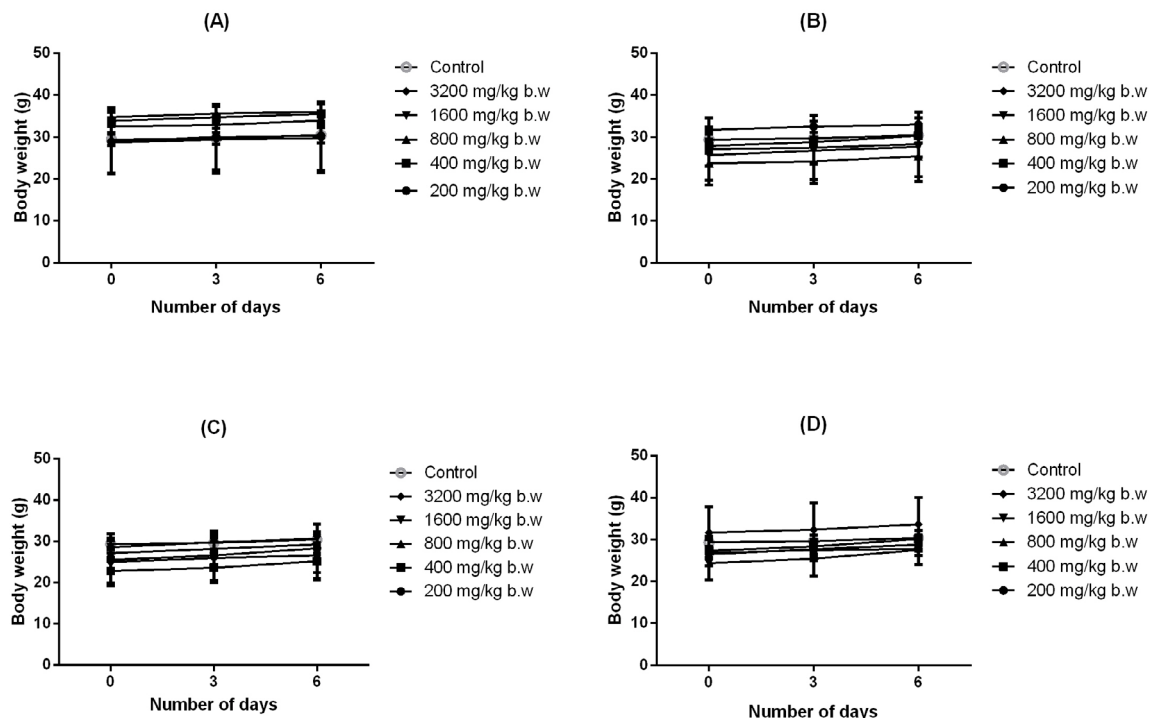 (A)
50
40
30
20
10
0
Body weight (g)
0 3 6
Number of days
Control
3200 mg/kg b.w
1600 mg/kg b.w
800 mg/kg b.w
400 mg/kg b.w
200 mg/kg b.w
(B)
50
40
30
20
10
0
Body weight (g)
0 3 6
Number of days
Control
3200 mg/kg b.w
1600 mg/kg b.w
800 mg/kg b.w
400 mg/kg b.w
200 mg/kg b.w
(C)
50
40
30
20
10
0
Body weight (g)
0 3 6
Number of days
Control
3200 mg/kg b.w
1600 mg/kg b.w
800 mg/kg b.w
400 mg/kg b.w
200 mg/kg b.w
(D)
50
40
30
20
10
0
Body weight (g)
0 3 6
Number of days
Control
3200 mg/kg b.w
1600 mg/kg b.w
800 mg/kg b.w
400 mg/kg b.w
200 mg/kg b.w